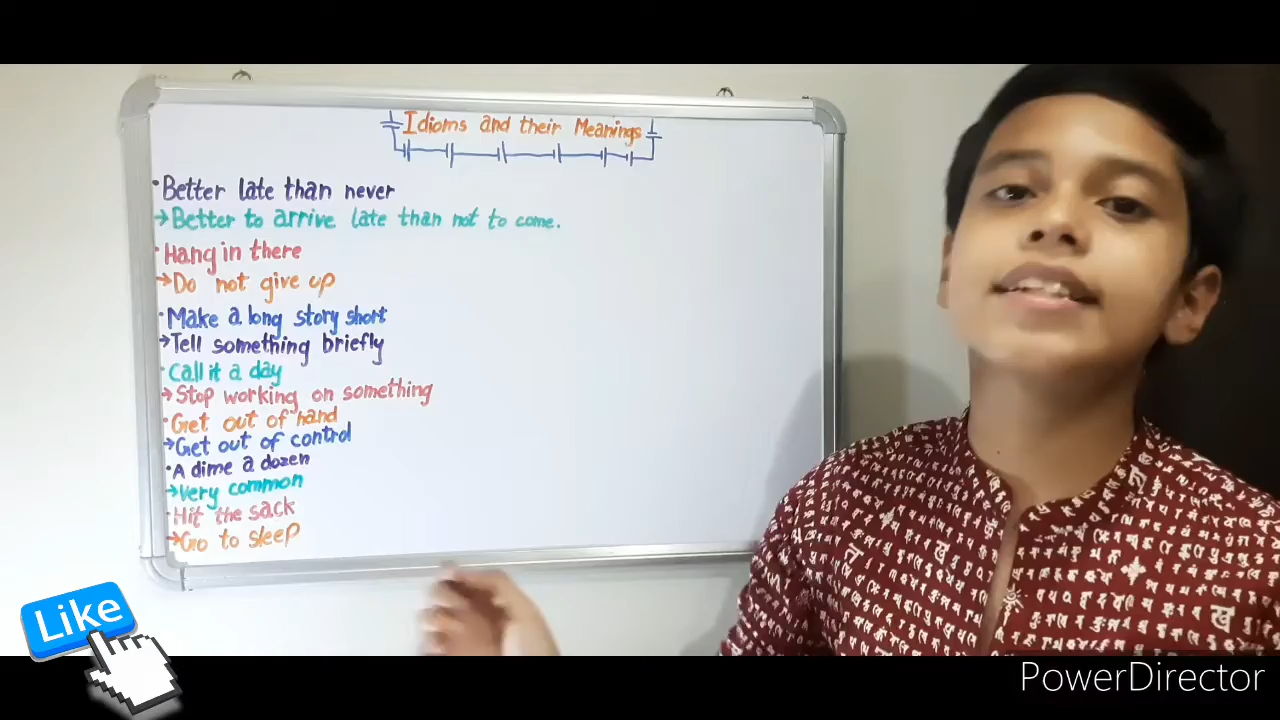 Idioms and their Meanings
• Better late than never
→ Better to arrive late than not to come.
• Hang in there
→ Do not give up
• Make a long story short
→ Tell something briefly
• Call it a day
→ Stop working on something
• Get out of hand
→ Get out of control
• A dime a dozen
→ Very common
• Hit the sack
→ Go to sleep
Like
PowerDirector